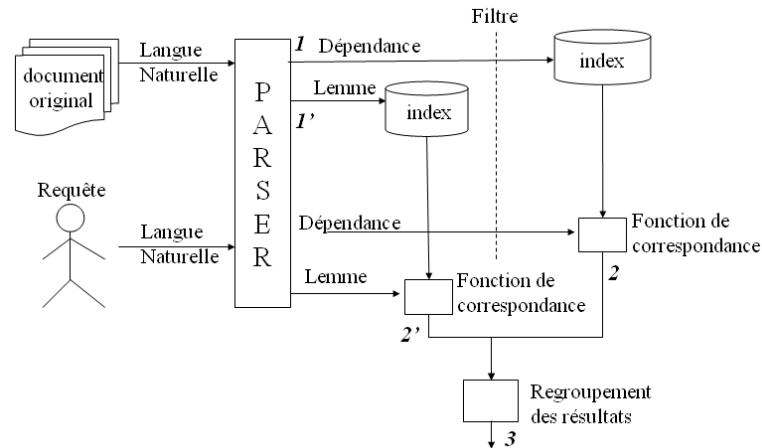 Filtre
Langue
Naturelle
1 Dépendance
index
document
original
Lemme
1'
index
PARSER
Requête
Langue
Naturelle
Dépendance
Fonction de
correspondance
2
Lemme
Fonction de
correspondance
2'
Regroupement
des résultats
3